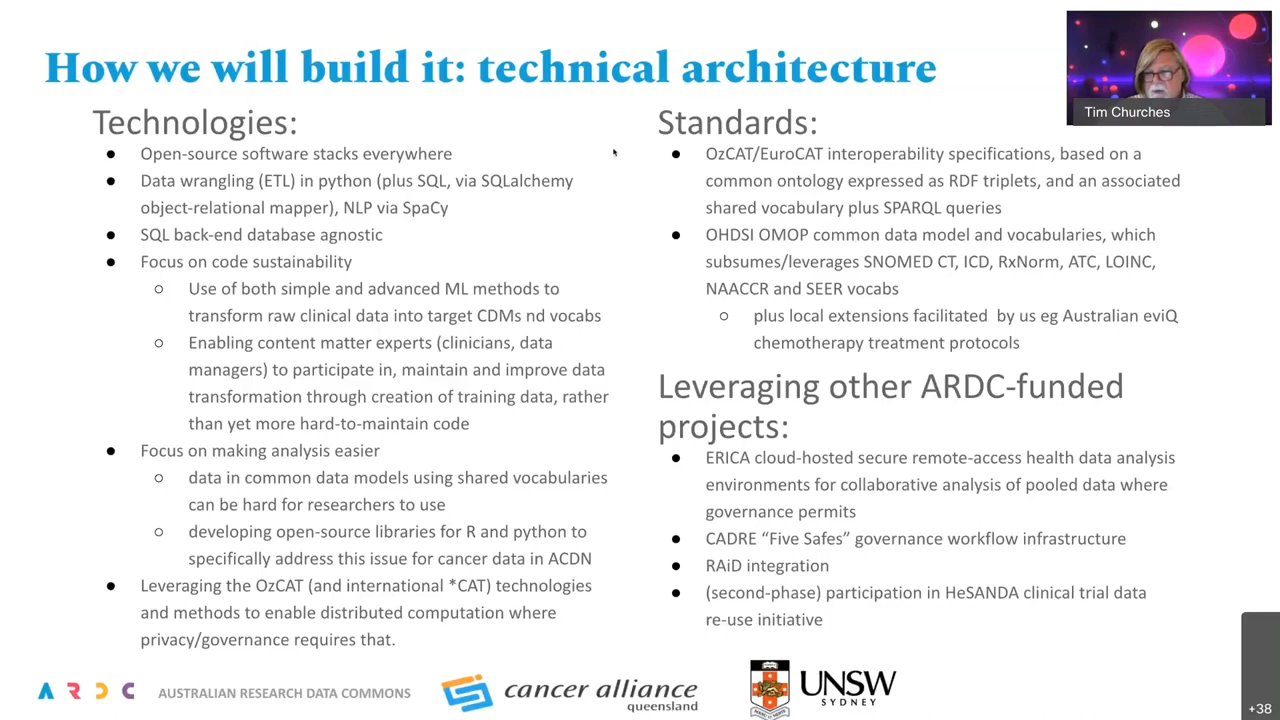 How we will build it: technical architecture
Tim Churches
Technologies:
● Open-source software stacks everywhere
● Data wrangling (ETL) in python (plus SQL, via SQLalchemy
object-relational mapper), NLP via SpaCy
● SQL back-end database agnostic
● Focus on code sustainability
○ Use of both simple and advanced ML methods to
transform raw clinical data into target CDMs nd vocabs
○ Enabling content matter experts (clinicians, data
managers) to participate in, maintain and improve data
transformation through creation of training data, rather
than yet more hard-to-maintain code
● Focus on making analysis easier
○ data in common data models using shared vocabularies
can be hard for researchers to use
○ developing open-source libraries for R and python to
specifically address this issue for cancer data in ACDN
● Leveraging the OzCAT (and international *CAT) technologies
and methods to enable distributed computation where
privacy/governance requires that.
Standards:
● OzCAT/EuroCAT interoperability specifications, based on a
common ontology expressed as RDF triplets, and an associated
shared vocabulary plus SPARQL queries
● OHDSI OMOP common data model and vocabularies, which
subsumes/leverages SNOMED CT, ICD, RxNorm, ATC, LOINC,
NAACCR and SEER vocabs
○ plus local extensions facilitated  by us eg Australian eviQ
chemotherapy treatment protocols
Leveraging other ARDC-funded
projects:
● ERICA cloud-hosted secure remote-access health data analysis
environments for collaborative analysis of pooled data where
governance permits
● CADRE “Five Safes” governance workflow infrastructure
● RAiD integration
● (second-phase) participation in HeSANDA clinical trial data
re-use initiative
ARDC AUSTRALIAN RESEARCH DATA COMMONS
cancer alliance
queensland
UNSW
SYDNEY
+38